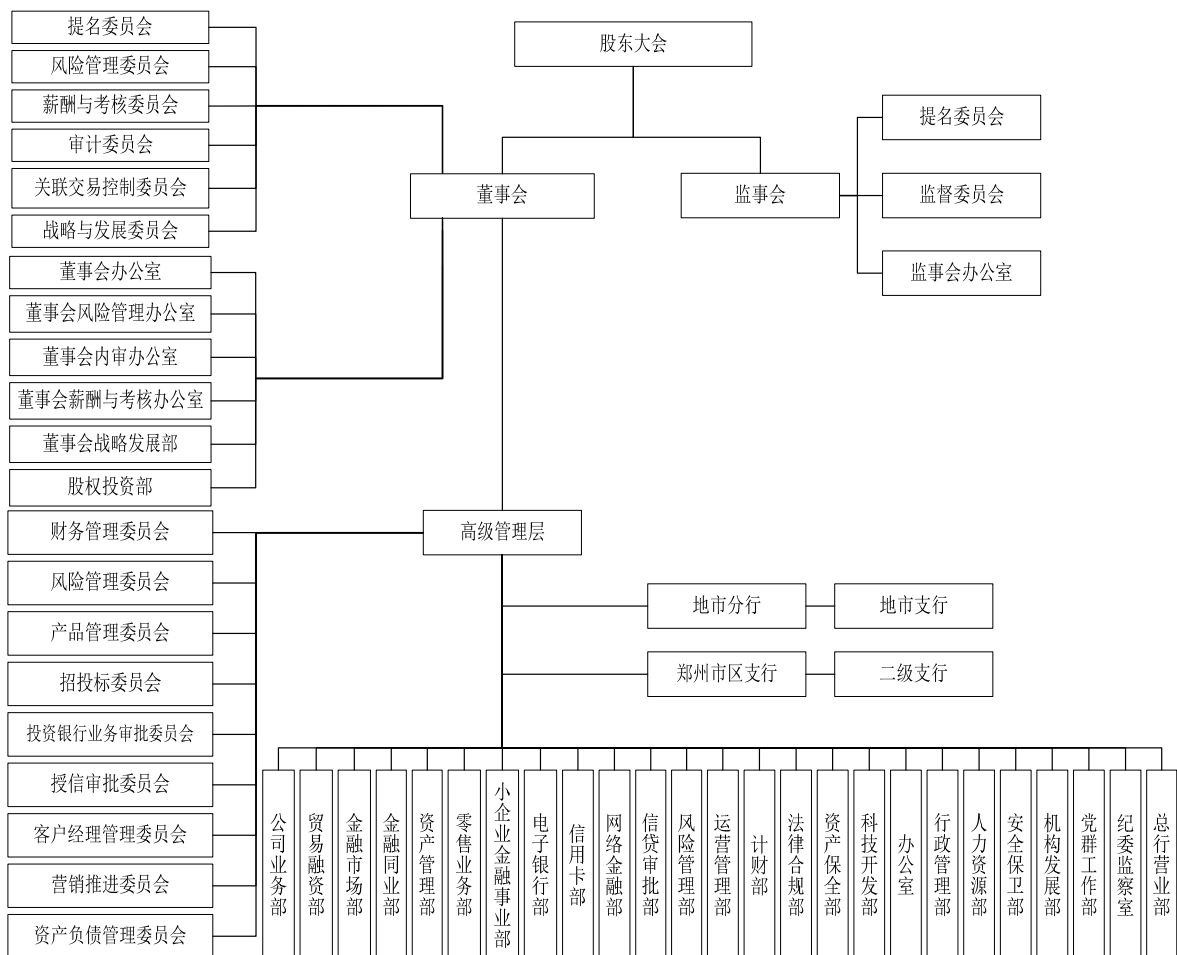 股东大会
董事会
监事会
提名委员会
监督委员会
监事会办公室
提名委员会
风险管理委员会
薪酬与考核委员会
审计委员会
关联交易控制委员会
战略与发展委员会
董事会办公室
董事会风险管理办公室
董事会内审办公室
董事会薪酬与考核办公室
董事会战略发展部
股权投资部
高级管理层
财务管理委员会
风险管理委员会
产品管理委员会
招投标委员会
投资银行业务审批委员会
授信审批委员会
客户经理管理委员会
营销推进委员会
资产负债管理委员会
地市分行
地市支行
郑州市区支行
二级支行
公司业务部
贸易融资部
金融市场部
金融同业部
资产管理部
零售业务部
小企业金融事业部
电子银行部
信用卡部
网络金融部
信贷审批部
风险管理部
运营管理部
计财部
法律合规部
资产保全部
科技开发部
办公室
行政管理部
人力资源部
安全保卫部
机构发展部
党群工作部
纪委监察室
总行营业部